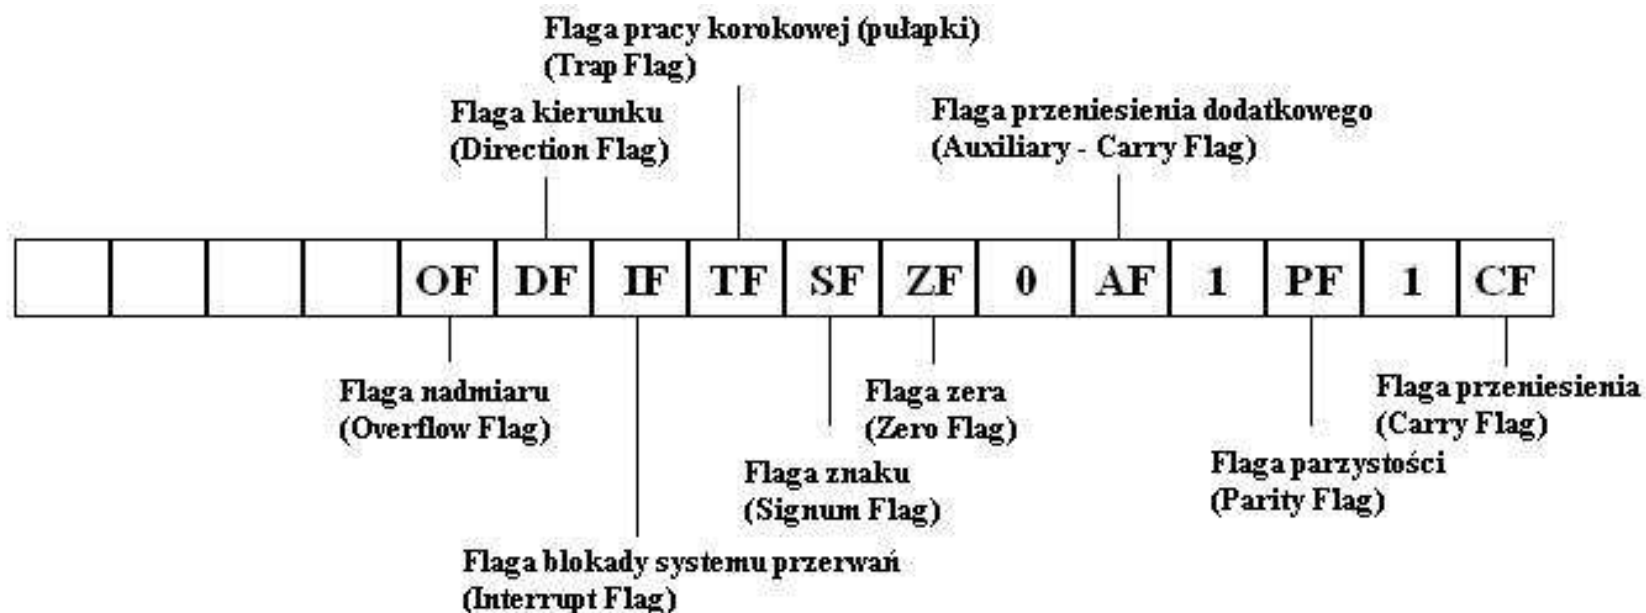 Flaga pracy korokowej (pułapki)
(Trap Flag)
Flaga kierunku
(Direction Flag)
Flaga przeniesienia dodatkowego
(Auxiliary - Carry Flag)
OF DF IF TF SF ZF 0 AF 1 PF 1 CF
Flaga nadmiaru
(Overflow Flag)
Flaga zera
(Zero Flag)
Flaga przeniesienia
(Carry Flag)
Flaga znaku
(Signum Flag)
Flaga parzystości
(Parity Flag)
Flaga blokady systemu przerwań
(Interrupt Flag)